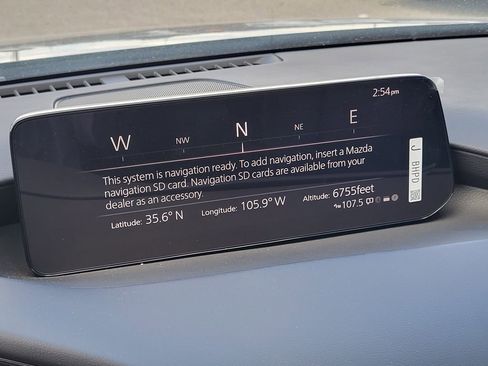 2:54pm
W NW N NE E
This system is navigation ready. To add navigation, insert a Mazda
navigation SD card. Navigation SD cards are available from your
dealer as an accessory.
Latitude: 35.6° N Longitude: 105.9° W Altitude: 6755feet
107.5
J BHPD